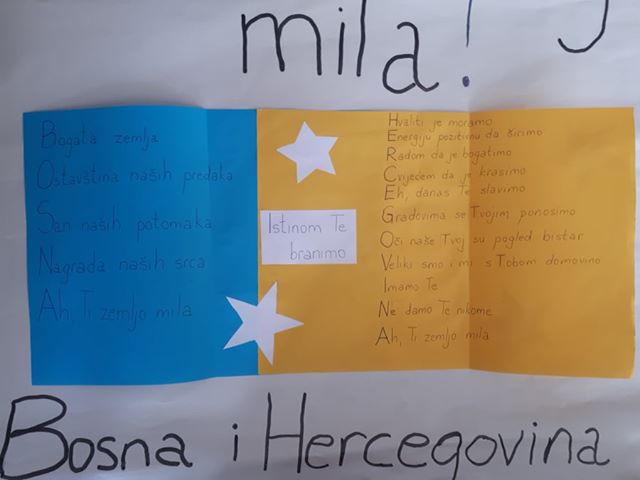 mila!
Bogata zemlja
Ostavština naših predaka
San naših potomaka
Nagrada naših srca
Ah, Ti zemljo mila
Istinom Te
branimo
Hvaliti je moramo
Energiju pozitivnu da širimo
Radom da je bogatimo
Cvijećem da je krasimo
Eh, danas Te slavimo
Gradovima se Tvojim ponosimo
Oči naše Tvoj su pogled bistar
Veliki smo i mi s Tobom domovino
Imamo Te
Ne damo Te nikome
Ah, Ti zemljo mila
Bosna i Hercegovina